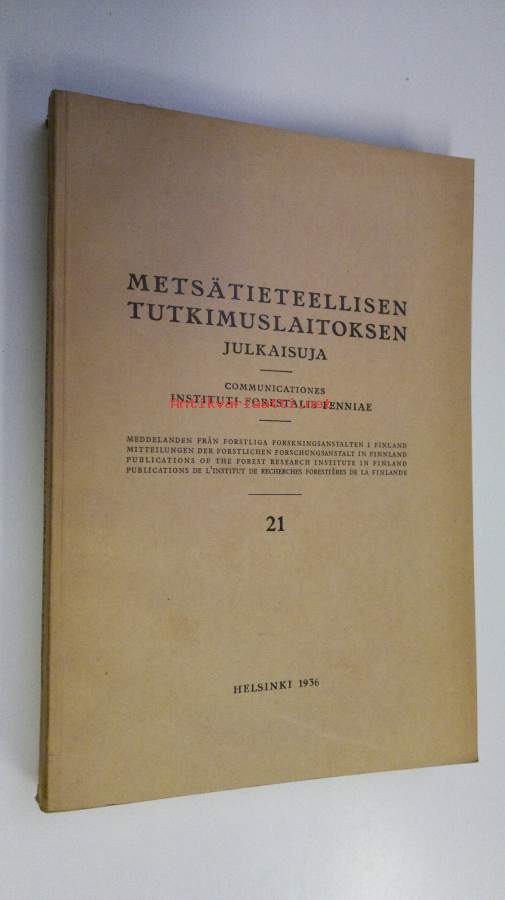 METSÄTIETEELLISEN
TUTKIMUSLAITOKSEN
JULKAISUJA
COMMUNICATIONES
INSTITUTI FORESTALIS FENNIAE
Antikvariaatti.net
MEDDELANDEN FRÅN FORSTLIGA FORSKNINGSANSTALTEN I FINLAND
MITTEILUNGEN DER FORSTLICHEN FORSCHUNGSANSTALT IN FINNLAND
PUBLICATIONS OF THE FOREST RESEARCH INSTITUTE IN FINLAND
PUBLICATIONS DE L'INSTITUT DE RECHERCHES FORESTIÈRES DE LA FINLANDE
21
HELSINKI 1936